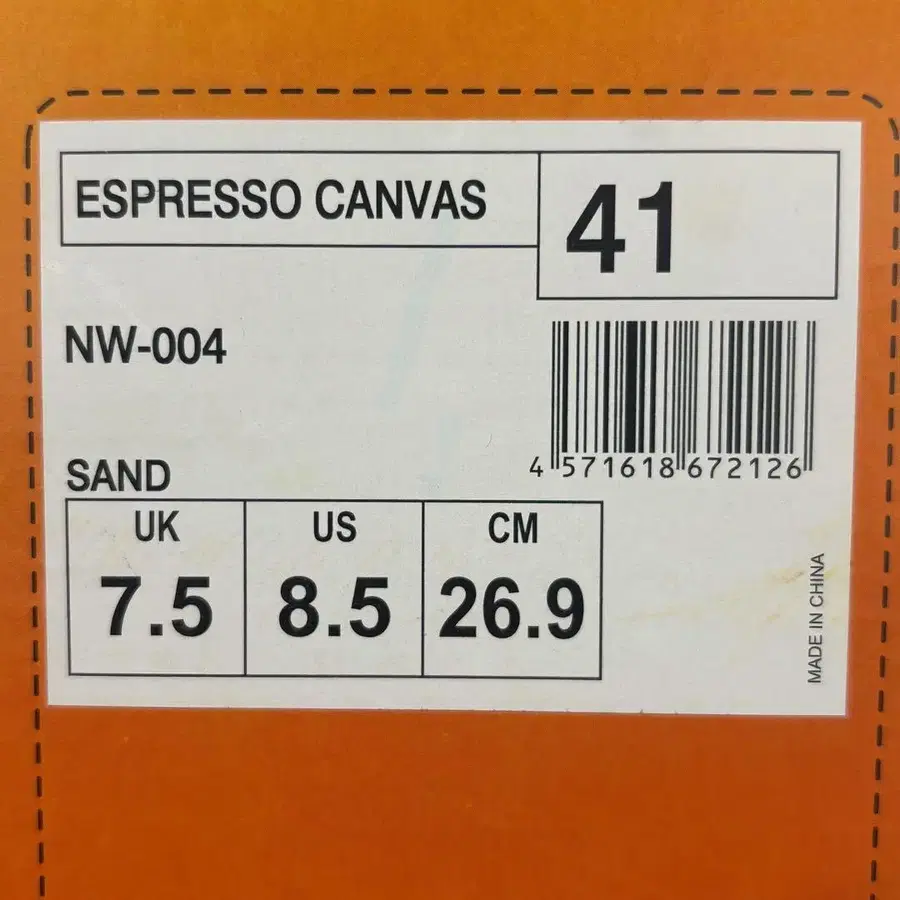 ESPRESSO CANVAS
41
NW-004
4 571618 672126
SAND
UK US CM
7.5 8.5 26.9
MADE IN CHINA